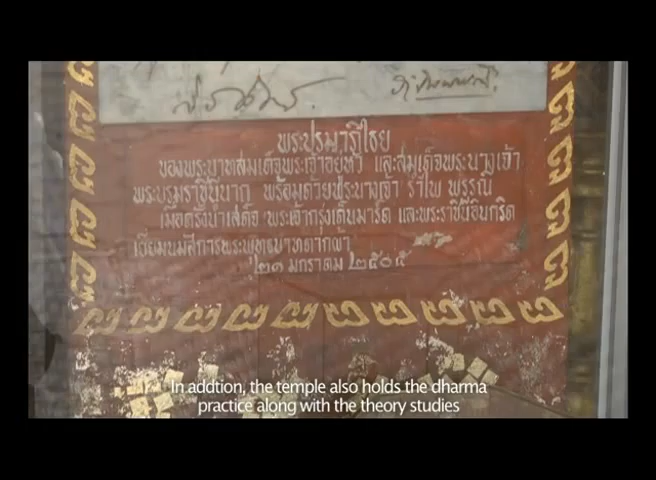 พระปรมาภิไธย
ของพระบาทสมเด็จพระเจ้าอยู่หัว และสมเด็จพระนางเจ้า
พระบรมราชินีนาถ พร้อมด้วยพระนางเจ้า รำไพ พรรณี
เมื่อครั้งนำเสด็จ พระเจ้ากรุงเด็นมาร์ค และพระราชินีอินกริด
เยี่ยมนมัสการพระพุทธบาทตากผ้า
๒๑ มกราคม ๒๕๐๕
In addtion, the temple also holds the dharma
practice along with the theory studies